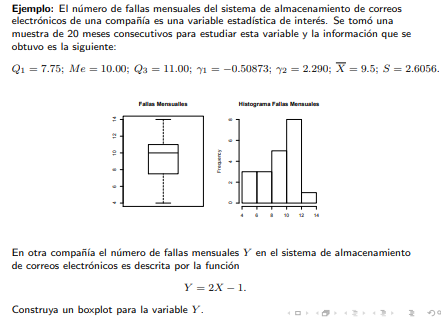 Ejemplo: El número de fallas mensuales del sistema de almacenamiento de correos
electrónicos de una compañía es una variable estadística de interés. Se tomó una
muestra de 20 meses consecutivos para estudiar esta variable y la información que se
obtuvo es la siguiente:
Q₁ = 7.75; Me = 10.00; Q₃ = 11.00; γ₁ = −0.50873; γ₂ = 2.290; X̅ = 9.5; S = 2.6056.
Fallas Mensuales
14
12
10
8
6
4
Histograma Fallas Mensuales
Frequency
8
6
4
2
0
4 6 8 10 12 14
En otra compañía el número de fallas mensuales Y en el sistema de almacenamiento
de correos electrónicos es descrita por la función
Y = 2X − 1.
Construya un boxplot para la variable Y.